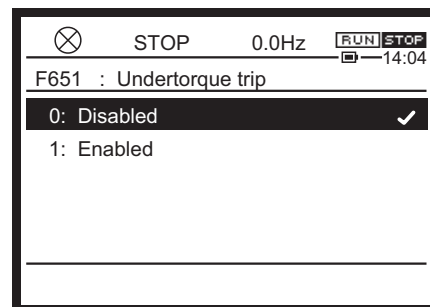 STOP 0.0Hz RUN STOP
14:04
F651 : Undertorque trip
0: Disabled
1: Enabled